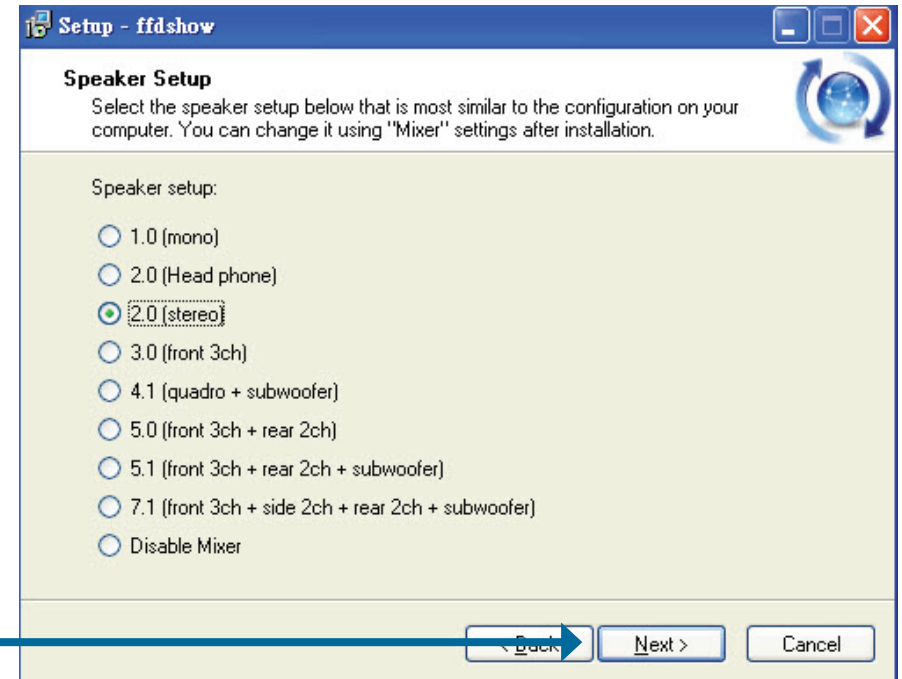 Setup - ffdshow
Speaker Setup
Select the speaker setup below that is most similar to the configuration on your
computer. You can change it using "Mixer" settings after installation.
Speaker setup:
1.0 (mono)
2.0 (Head phone)
2.0 (stereo)
3.0 (front 3ch)
4.1 (quadro + subwoofer)
5.0 (front 3ch + rear 2ch)
5.1 (front 3ch + rear 2ch + subwoofer)
7.1 (front 3ch + side 2ch + rear 2ch + subwoofer)
Disable Mixer
< Back Next > Cancel